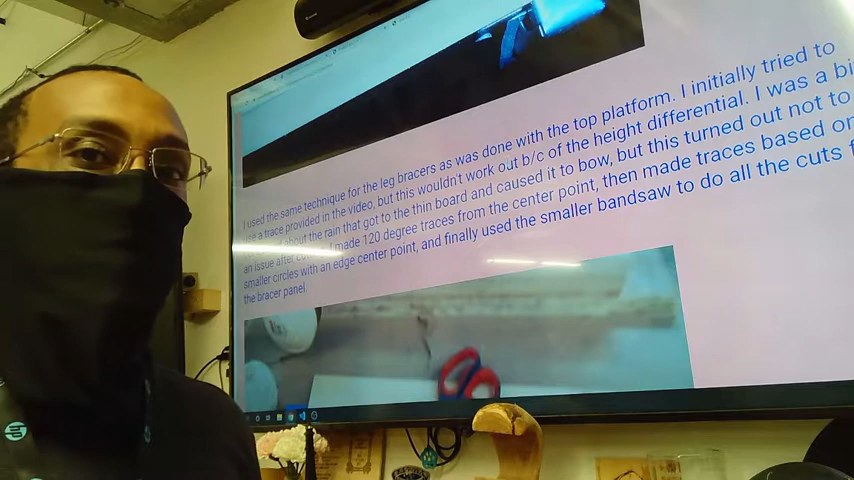 I used the same technique for the leg bracers as was done with the top platform. I initially tried to
a trace provided in the video, but this wouldn't work out b/c of the height differential. I was a
about the rain that got to the thin board and caused it to bow, but this turned out not to
an issue after I made 120 degree traces from the center point, then made traces based on
smaller circles with an edge center point, and finally used the smaller bandsaw to do all the cuts
the bracer panel.